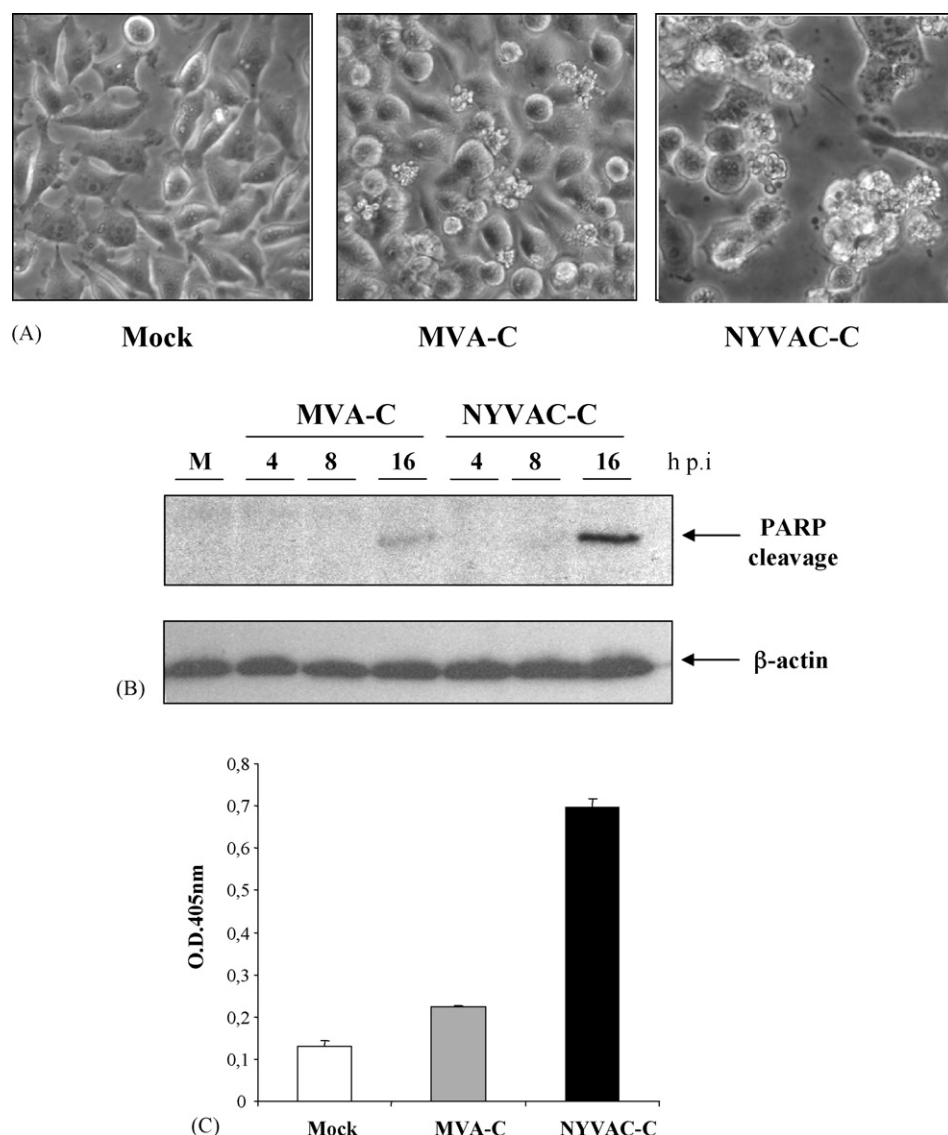 (A) Mock MVA-C NYVAC-C
MVA-C NYVAC-C
M 4 8 16 4 8 16 h p.i
PARP
cleavage
β-actin
(B)
0,8
0,7
0,6
0,5
0,4
0,3
0,2
0,1
0
O.D.405nm
(C) Mock MVA-C NYVAC-C